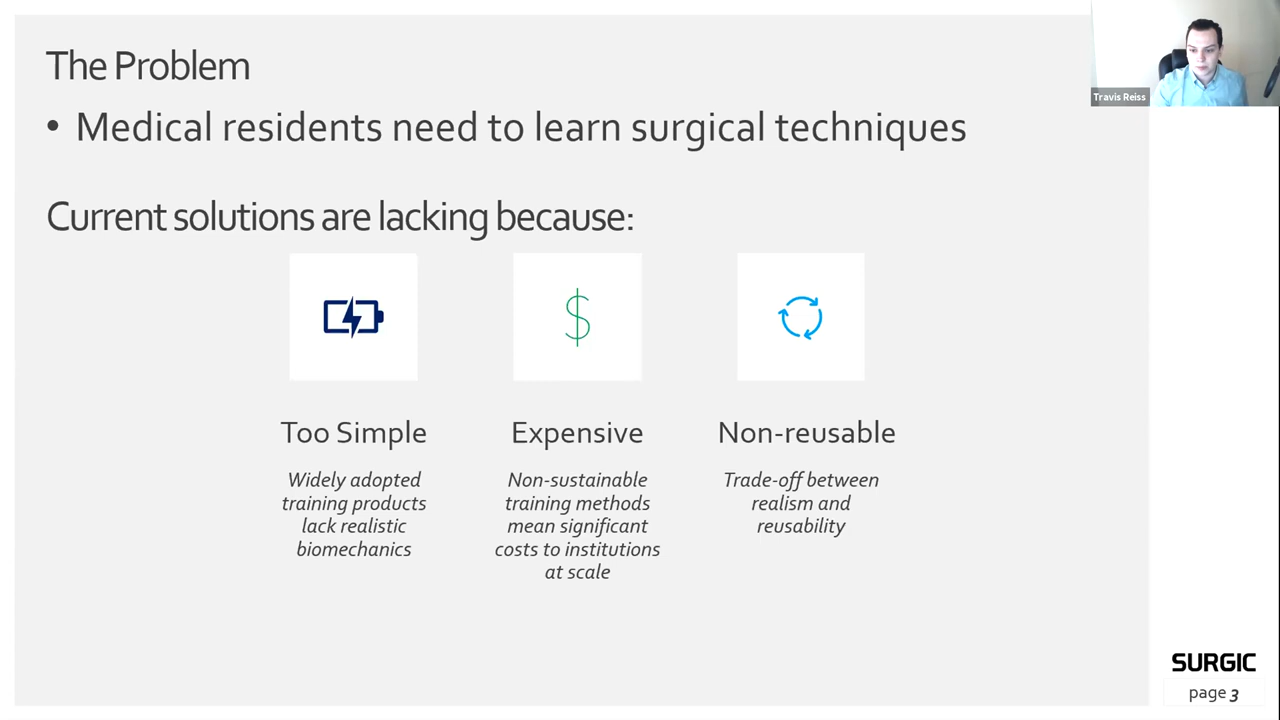 The Problem
• Medical residents need to learn surgical techniques
Current solutions are lacking because:
Too Simple
Widely adopted
training products
lack realistic
biomechanics
Expensive
Non-sustainable
training methods
mean significant
costs to institutions
at scale
Non-reusable
Trade-off between
realism and
reusability
Travis Reiss
SURGIC
page 3